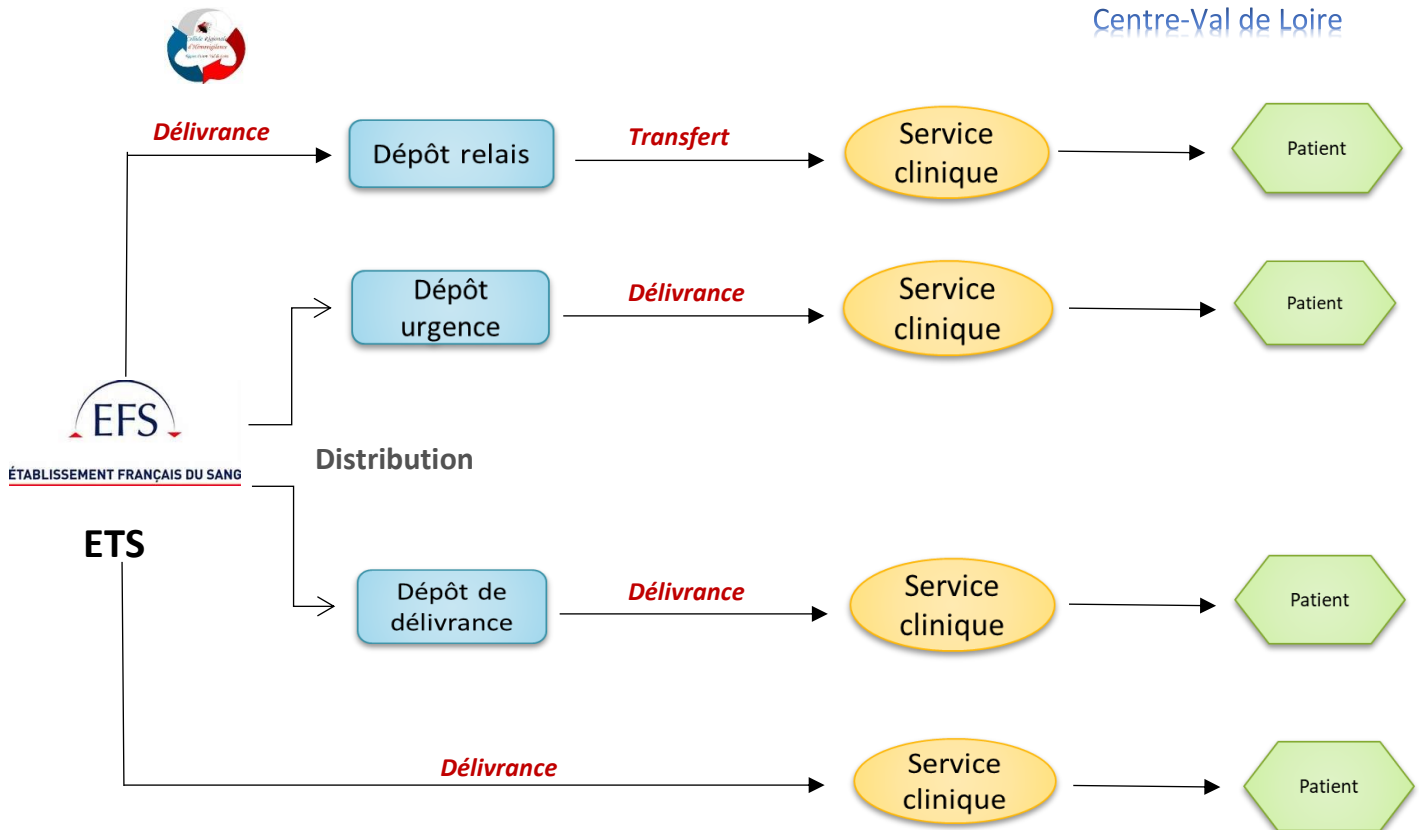 Centre-Val de Loire
d'Hémovigilance
Délivrance
Dépôt relais
Transfert
Service
clinique
Patient
Dépôt
urgence
Délivrance
Service
clinique
Patient
EFS
ÉTABLISSEMENT FRANÇAIS DU SANG
Distribution
ETS
Dépôt de
délivrance
Délivrance
Service
clinique
Patient
Délivrance
Service
clinique
Patient